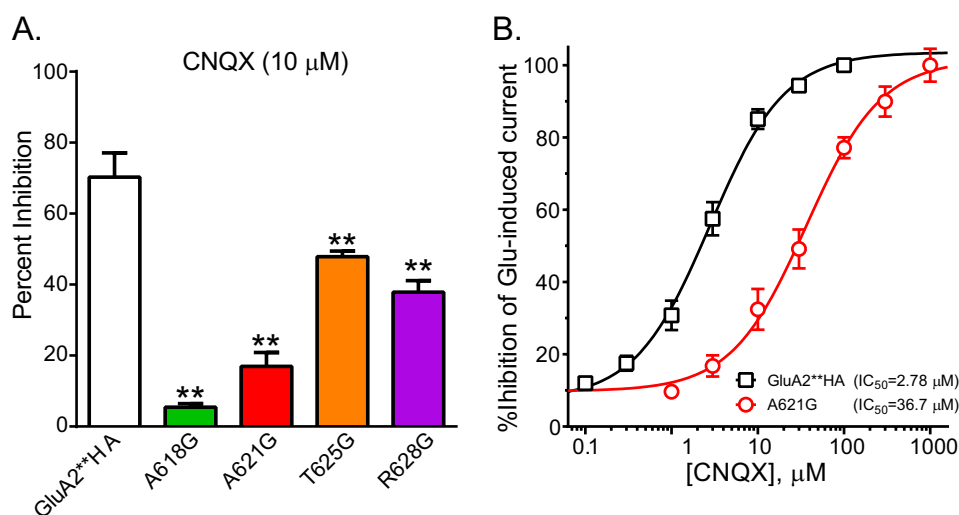 A.
CNQX (10 μM)
Percent Inhibition
100
80
60
40
20
0
**
**
**
**
GluA2**H A
A618G
A621G
T625G
R628G
B.
%Inhibition of Glu-induced current
100
80
60
40
20
0
GluA2**HA (IC50=2.78 μM)
A621G (IC50=36.7 μM)
0.1 1 10 100 1000
[CNQX], μM